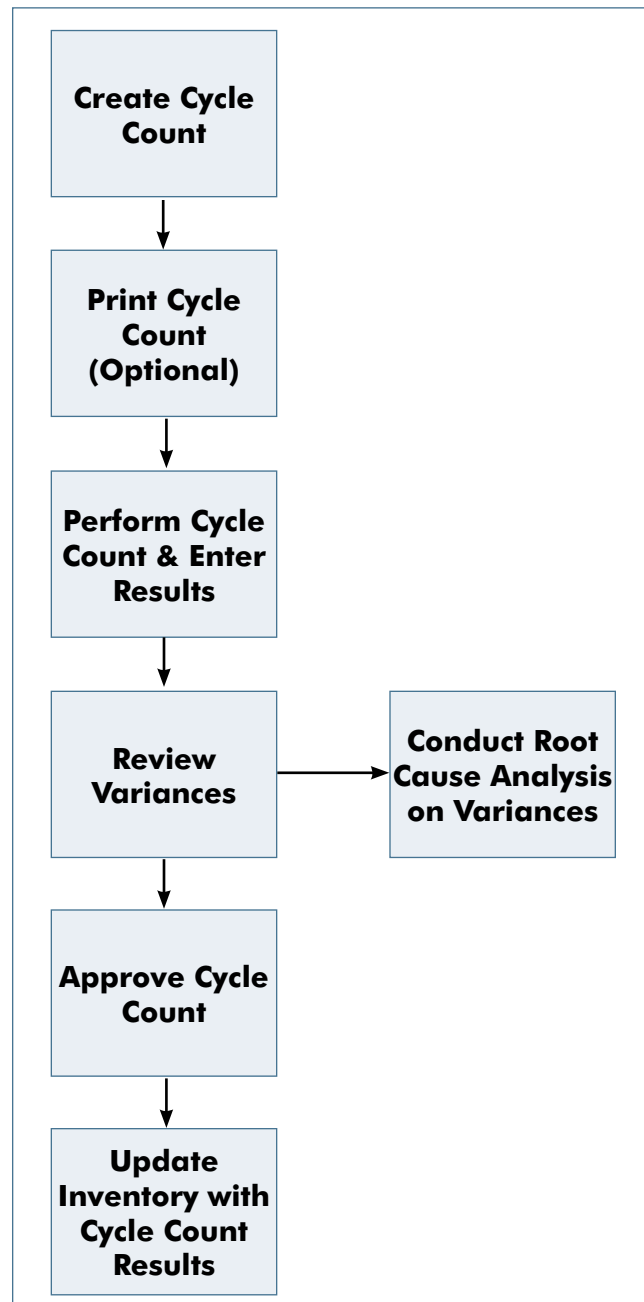 Create Cycle
Count
Print Cycle
Count
(Optional)
Perform Cycle
Count & Enter
Results
Review
Variances
Conduct Root
Cause Analysis
on Variances
Approve Cycle
Count
Update
Inventory with
Cycle Count
Results